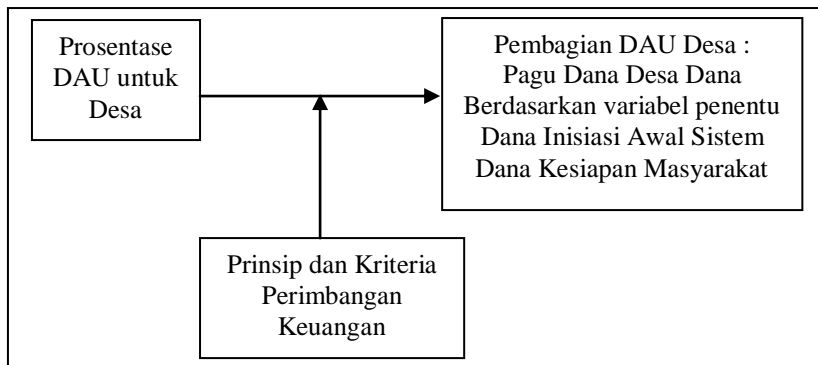 Prosentase
DAU untuk
Desa
Pembagian DAU Desa :
Pagu Dana Desa Dana
Berdasarkan variabel penentu
Dana Inisiasi Awal Sistem
Dana Kesiapan Masyarakat
Prinsip dan Kriteria
Perimbangan
Keuangan